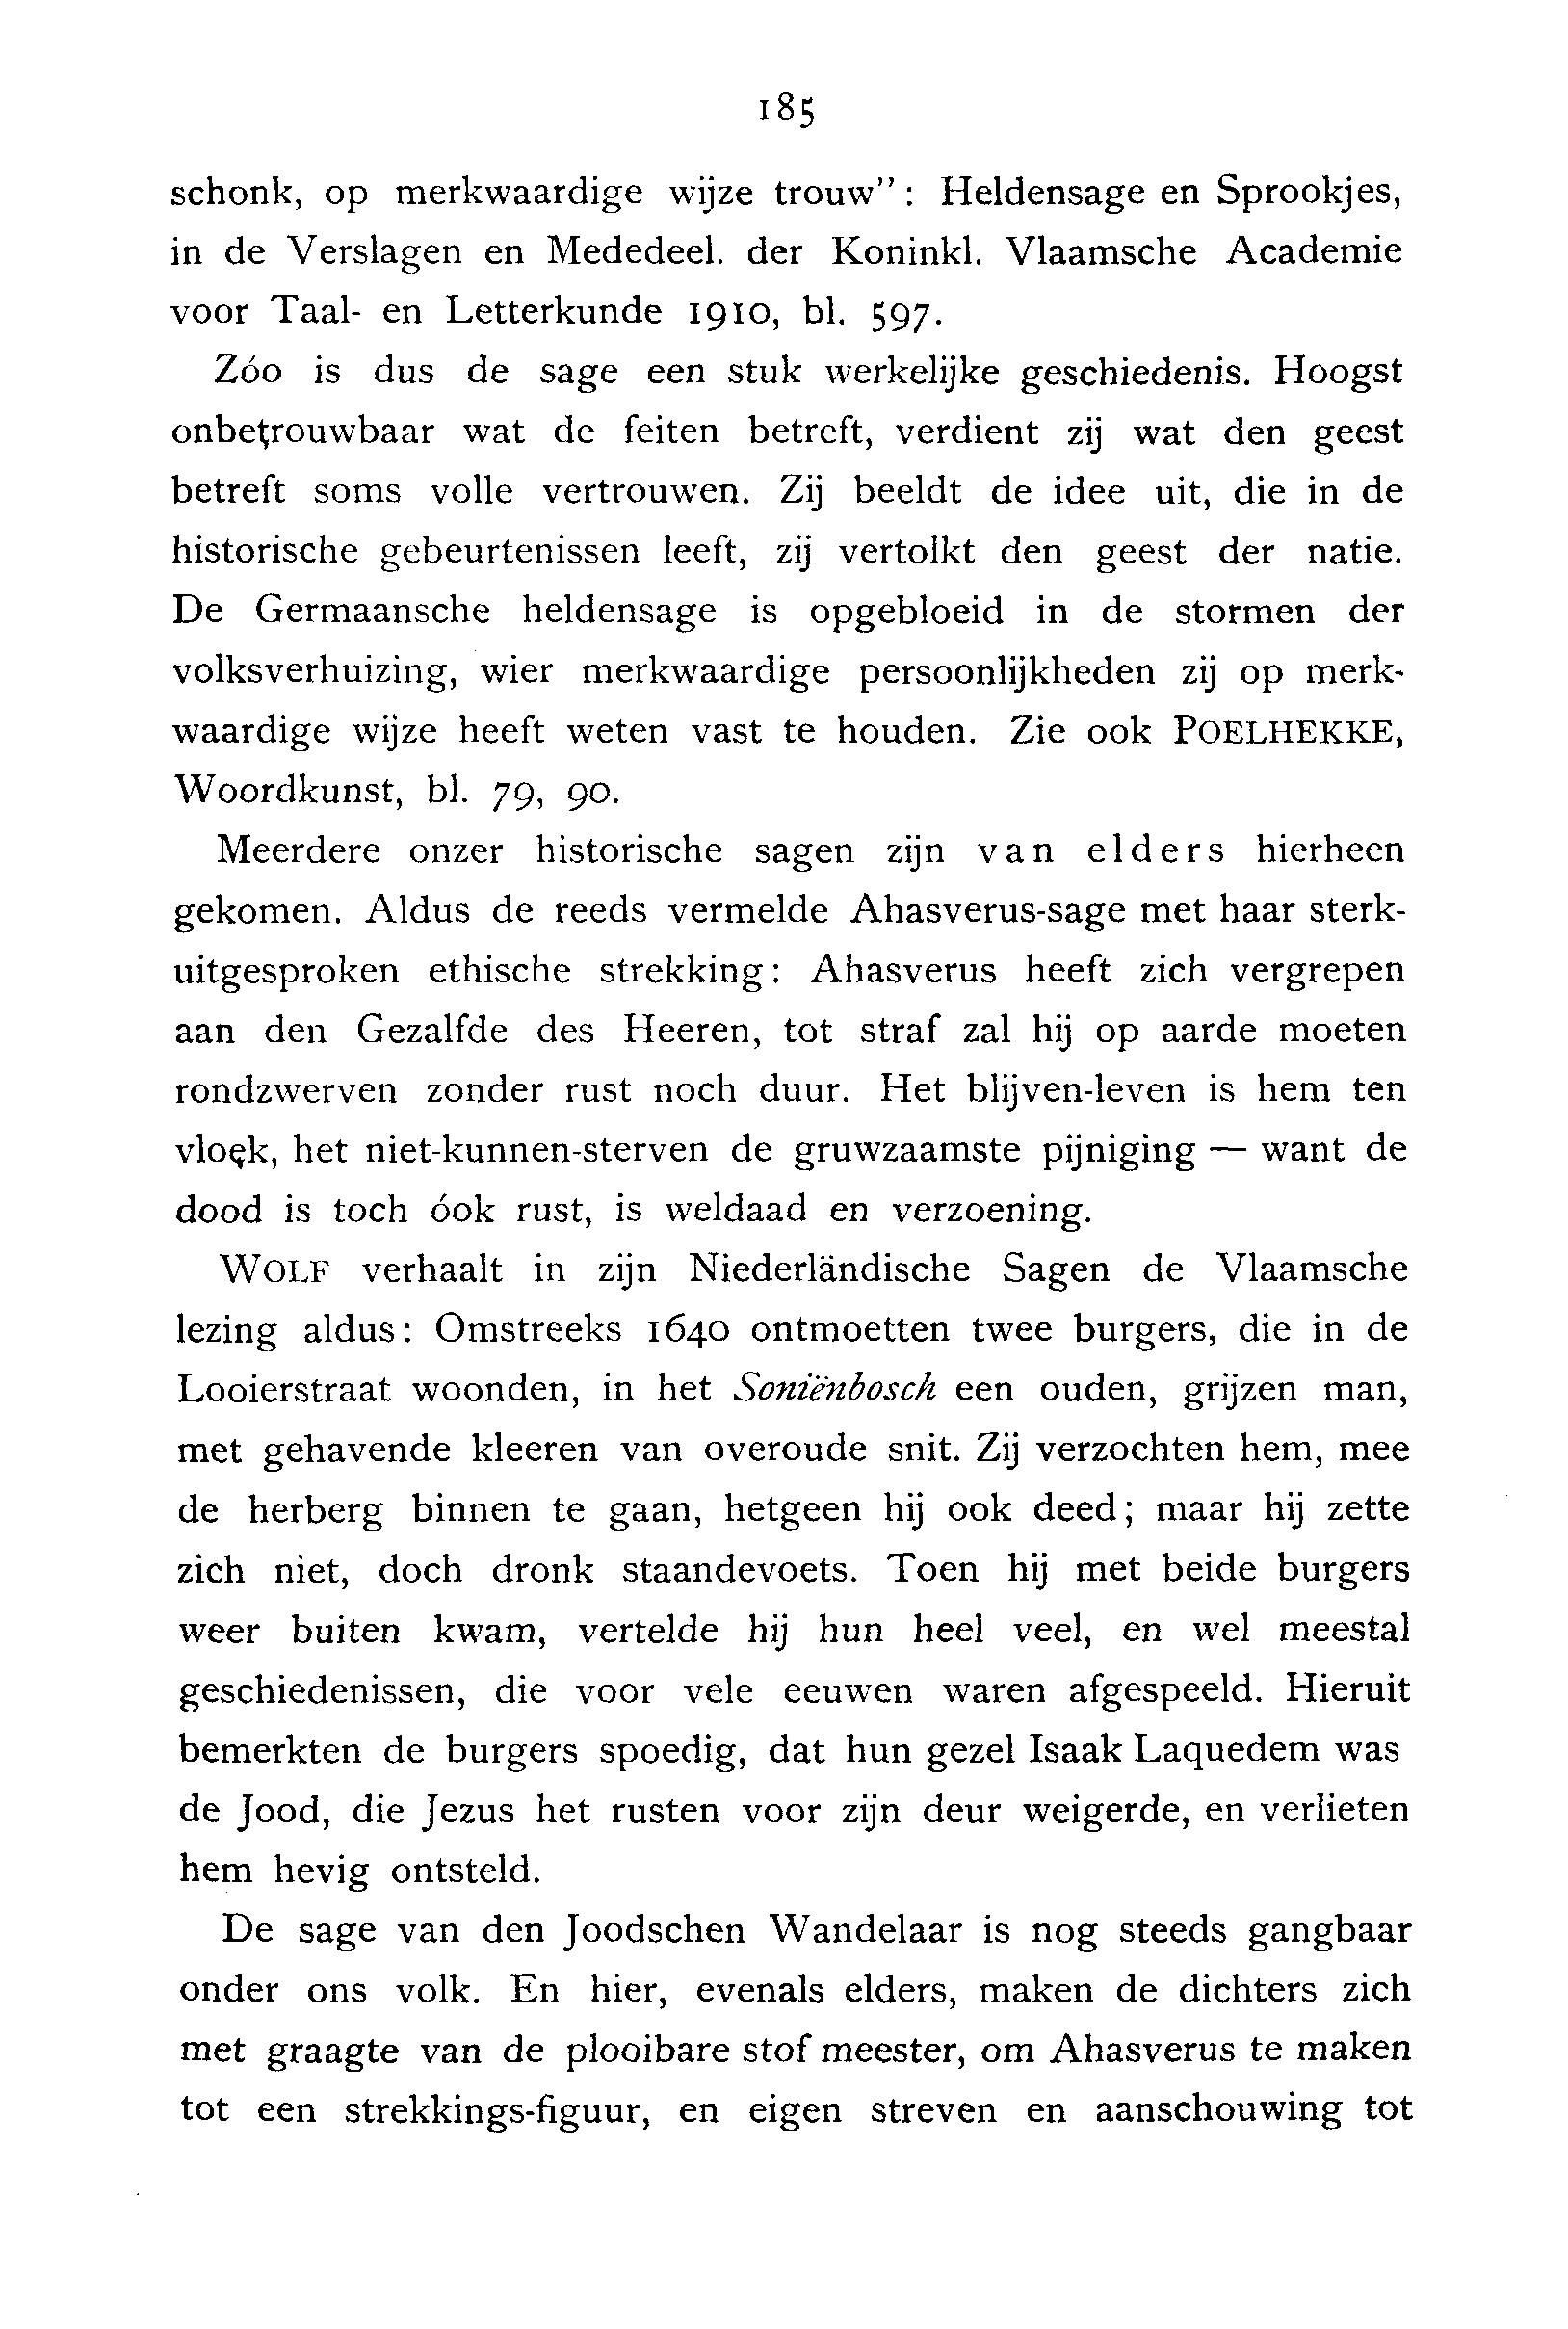 185
schonk, op merkwaardige wijze trouw”: Heldensage en Sprookjes,
in de Verslagen en Mededeel. der Koninkl. Vlaamsche Academie
voor Taal- en Letterkunde 1910, bl. 597.
Zóo is dus de sage een stuk werkelijke geschiedenis. Hoogst
onbetrouwbaar wat de feiten betreft, verdient zij wat den geest
betreft soms volle vertrouwen. Zij beeldt de idee uit, die in de
historische gebeurtenissen leeft, zij vertolkt den geest der natie.
De Germaansche heldensage is opgebloeid in de stormen der
volksverhuizing, wier merkwaardige persoonlijkheden zij op merk-
waardige wijze heeft weten vast te houden. Zie ook POELHEKKE,
Woordkunst, bl. 79, 90.
Meerdere onzer historische sagen zijn van elders hierheen
gekomen. Aldus de reeds vermelde Ahasverus-sage met haar sterk-
uitgesproken ethische strekking: Ahasverus heeft zich vergrepen
aan den Gezalfde des Heeren, tot straf zal hij op aarde moeten
rondzwerven zonder rust noch duur. Het blijven-leven is hem ten
vloek, het niet-kunnen-sterven de gruwzaamste pijniging — want de
dood is toch óok rust, is weldaad en verzoening.
WOLF verhaalt in zijn Niederländische Sagen de Vlaamsche
lezing aldus: Omstreeks 1640 ontmoetten twee burgers, die in de
Looierstraat woonden, in het Soniënbosch een ouden, grijzen man,
met gehavende kleeren van overoude snit. Zij verzochten hem, mee
de herberg binnen te gaan, hetgeen hij ook deed; maar hij zette
zich niet, doch dronk staandevoets. Toen hij met beide burgers
weer buiten kwam, vertelde hij hun heel veel, en wel meestal
geschiedenissen, die voor vele eeuwen waren afgespeeld. Hieruit
bemerkten de burgers spoedig, dat hun gezel Isaak Laquedem was
de Jood, die Jezus het rusten voor zijn deur weigerde, en verlieten
hem hevig ontsteld.
De sage van den Joodschen Wandelaar is nog steeds gangbaar
onder ons volk. En hier, evenals elders, maken de dichters zich
met graagte van de plooibare stof meester, om Ahasverus te maken
tot een strekkings-figuur, en eigen streven en aanschouwing tot